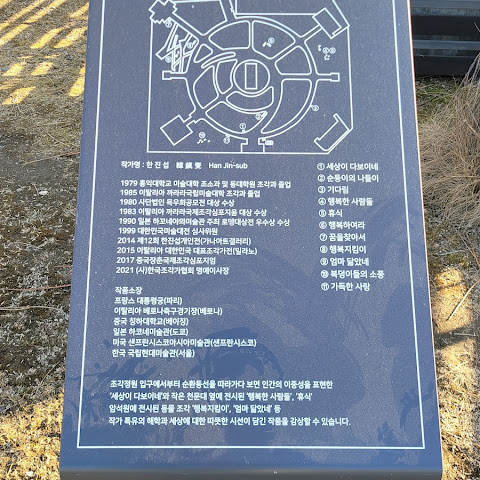 작가명 : 한 진 섭 韓 鎭 燮 Han Jin-sub
1979 홍익대학교 미술대학 조소과 및 동대학원 조각과 졸업
1985 이탈리아 까라라국립미술대학 조각과 졸업
1980 사단법인 목우회공모전 대상 수상
1983 이탈리아 까라라국제조각심포지움 대상 수상
1990 일본 하꼬네야외미술관 주최 로댕대상전 우수상 수상
1999 대한민국미술대전 심사위원
2014 제12회 한진섭개인전(가나아트갤러리)
2015 이탈리아 대한민국 대표조각가전(밀라노)
2017 중국장춘국제조각심포지엄
2021 (사)한국조각가협회 명예이사장
작품소장
프랑스 대통령궁(파리)
이탈리아 베로나축구경기장(베로나)
중국 칭하대학교(베이징)
일본 하코네미술관(도쿄)
미국 샌프란시스코아시아미술관(샌프란시스코)
한국 국립현대미술관(서울)
① 세상이 다보이네
② 순둥이의 나들이
③ 기다림
④ 행복한 사람들
⑤ 휴식
⑥ 행복하여라
⑦ 꿈을찾아서
⑧ 행복지킴이
⑨ 엄마 닮았네
⑩ 복덩이들의 소풍
⑪ 가득한 사랑
조각정원 입구에서부터 순환동선을 따라가다 보면 인간의 이중성을 표현한
'세상이 다보이네'와 작은 천문대 옆에 전시된 '행복한 사람들', '휴식'
암석원에 전시된 동물 조각 '행복지킴이', '엄마 닮았네' 등
작가 특유의 해학과 세상에 대한 따뜻한 시선이 담긴 작품을 감상할 수 있습니다.